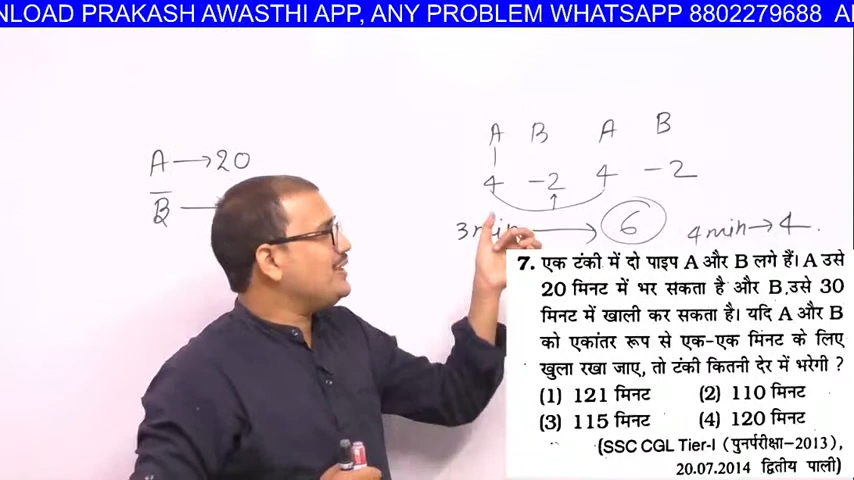 NLOAD PRAKASH AWASTHI APP, ANY PROBLEM WHATSAPP 8802279688 A
A → 20
B →
A B A B
4 -2 4 -2
3min → 6 4min → 4
7. एक टंकी में दो पाइप A और B लगे हैं। A उसे
20 मिनट में भर सकता है और B उसे 30
मिनट में खाली कर सकता है। यदि A और B
को एकांतर रूप से एक-एक मिनट के लिए
खुला रखा जाए, तो टंकी कितनी देर में भरेगी ?
(1) 121 मिनट (2) 110 मिनट
(3) 115 मिनट (4) 120 मिनट
(SSC CGL Tier-I (पुनर्परीक्षा-2013),
20.07.2014 द्वितीय पाली)